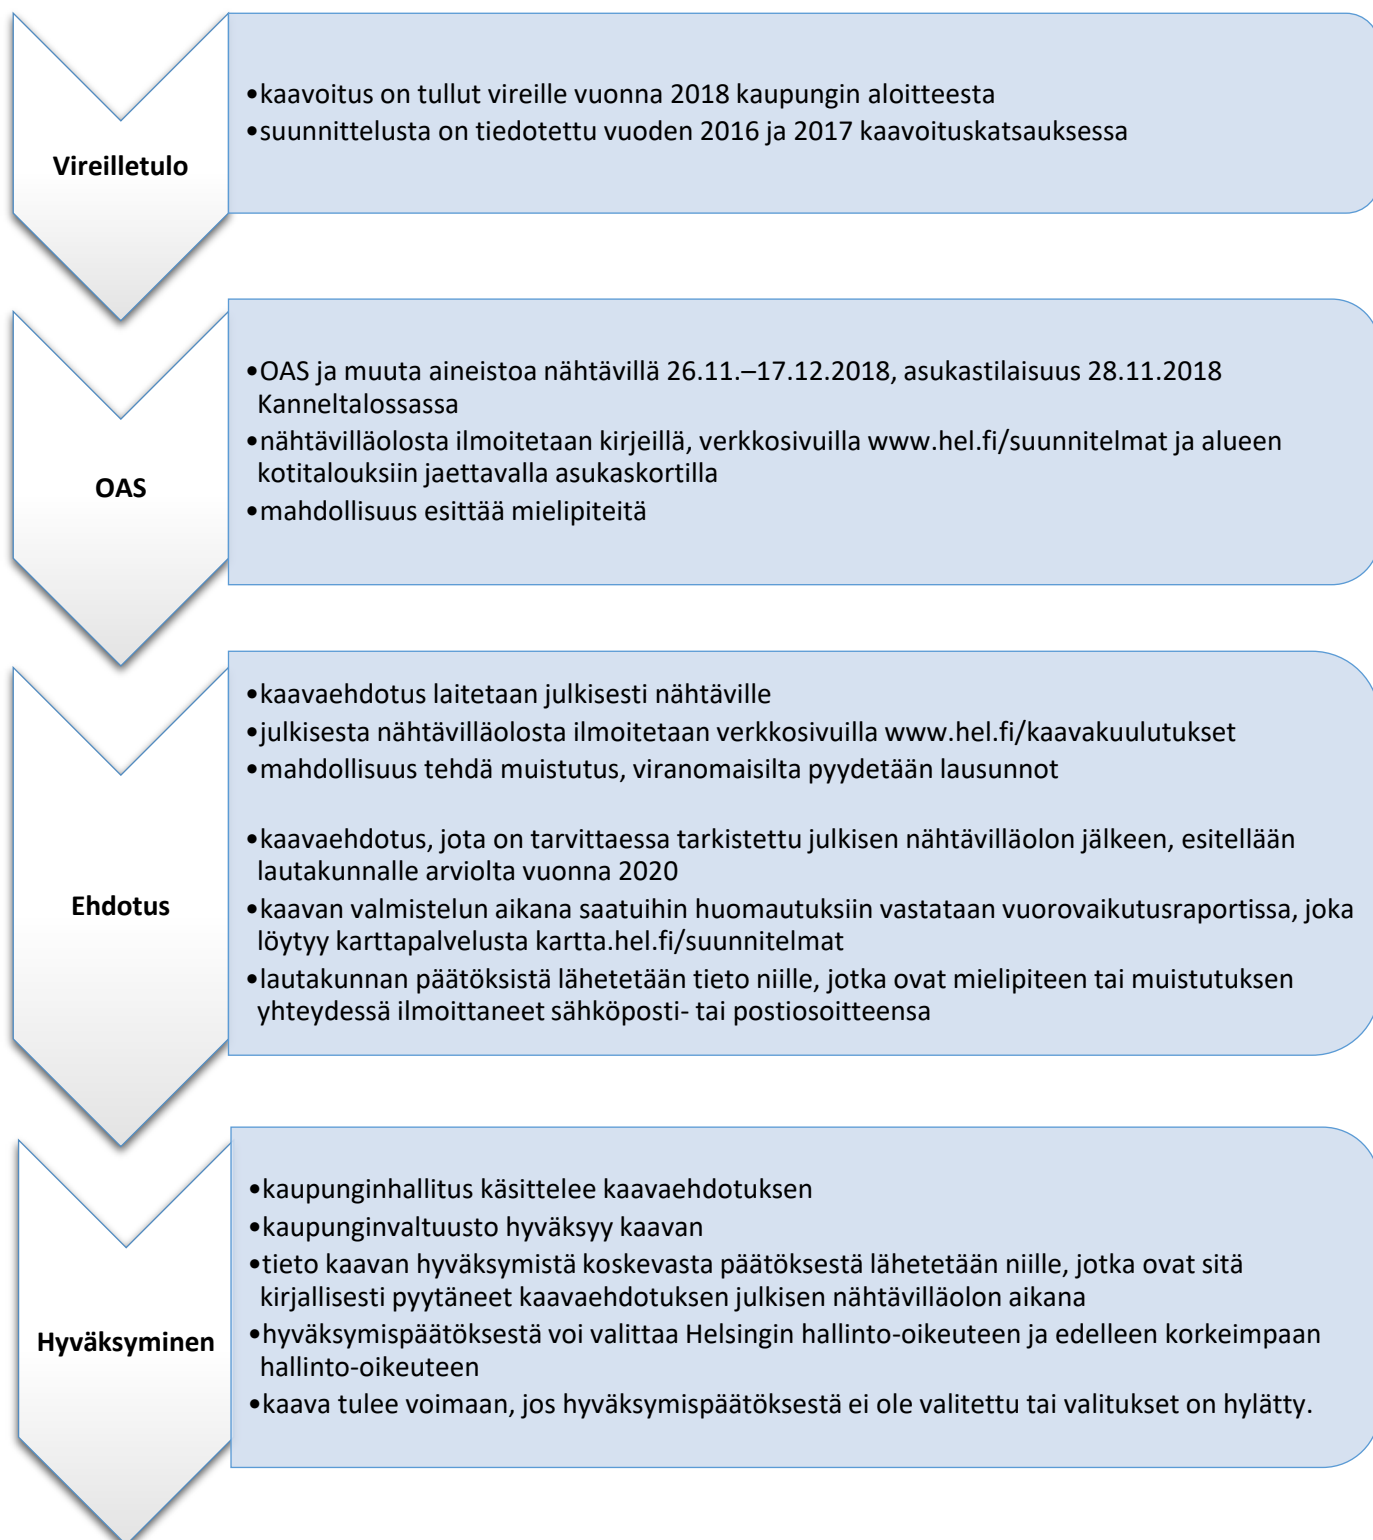 Vireilletulo
•kaavoitus on tullut vireille vuonna 2018 kaupungin aloitteesta
•suunnittelusta on tiedotettu vuoden 2016 ja 2017 kaavoituskatsauksessa
OAS
•OAS ja muuta aineistoa nähtävillä 26.11.–17.12.2018, asukastilaisuus 28.11.2018
Kanneltalossassa
•nähtävilläolosta ilmoitetaan kirjeillä, verkkosivuilla www.hel.fi/suunnitelmat ja alueen
kotitalouksiin jaettavalla asukaskortilla
•mahdollisuus esittää mielipiteitä
Ehdotus
•kaavaehdotus laitetaan julkisesti nähtäville
•julkisesta nähtävilläolosta ilmoitetaan verkkosivuilla www.hel.fi/kaavakuulutukset
•mahdollisuus tehdä muistutus, viranomaisilta pyydetään lausunnot
•kaavaehdotus, jota on tarvittaessa tarkistettu julkisen nähtävilläolon jälkeen, esitellään
lautakunnalle arviolta vuonna 2020
•kaavan valmistelun aikana saatuihin huomautuksiin vastataan vuorovaikutusraportissa, joka
löytyy karttapalvelusta kartta.hel.fi/suunnitelmat
•lautakunnan päätöksistä lähetetään tieto niille, jotka ovat mielipiteen tai muistutuksen
yhteydessä ilmoittaneet sähköposti- tai postiosoitteensa
Hyväksyminen
•kaupunginhallitus käsittelee kaavaehdotuksen
•kaupunginvaltuusto hyväksyy kaavan
•tieto kaavan hyväksymistä koskevasta päätöksestä lähetetään niille, jotka ovat sitä
kirjallisesti pyytäneet kaavaehdotuksen julkisen nähtävilläolon aikana
•hyväksymispäätöksestä voi valittaa Helsingin hallinto-oikeuteen ja edelleen korkeimpaan
hallinto-oikeuteen
•kaava tulee voimaan, jos hyväksymispäätöksestä ei ole valitettu tai valitukset on hylätty.